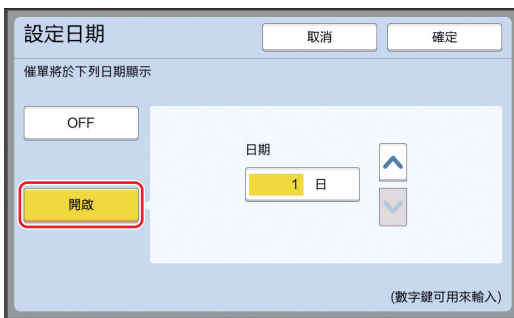 設定日期
取消
確定
催單將於下列日期顯示
OFF
日期
1 日
開啟
(數字鍵可用來輸入)